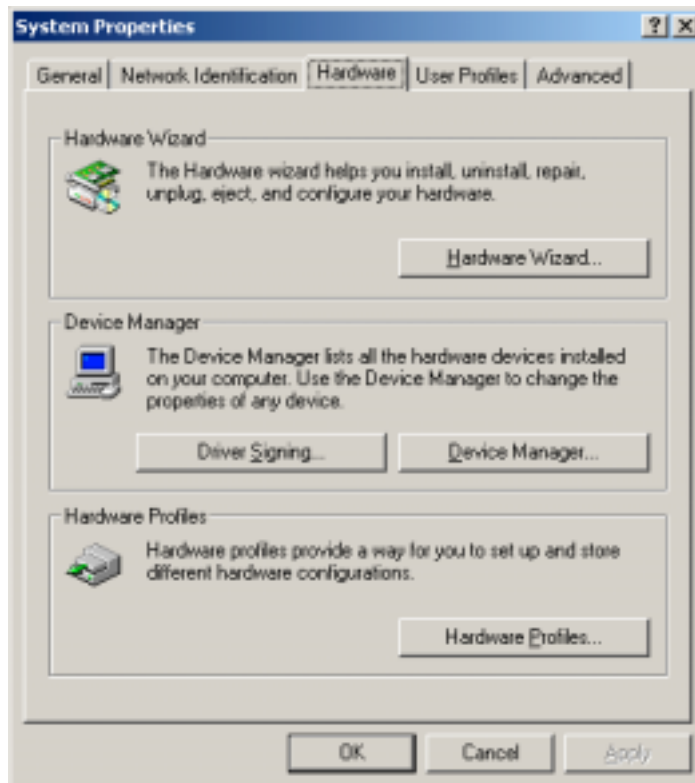 System Properties
General
Network Identification
Hardware
User Profiles
Advanced
Hardware Wizard
The Hardware wizard helps you install, uninstall, repair,
unplug, eject, and configure your hardware.
Hardware Wizard...
Device Manager
The Device Manager lists all the hardware devices installed
on your computer. Use the Device Manager to change the
properties of any device.
Driver Signing...
Device Manager...
Hardware Profiles
Hardware profiles provide a way for you to set up and store
different hardware configurations.
Hardware Profiles...
OK
Cancel
Apply